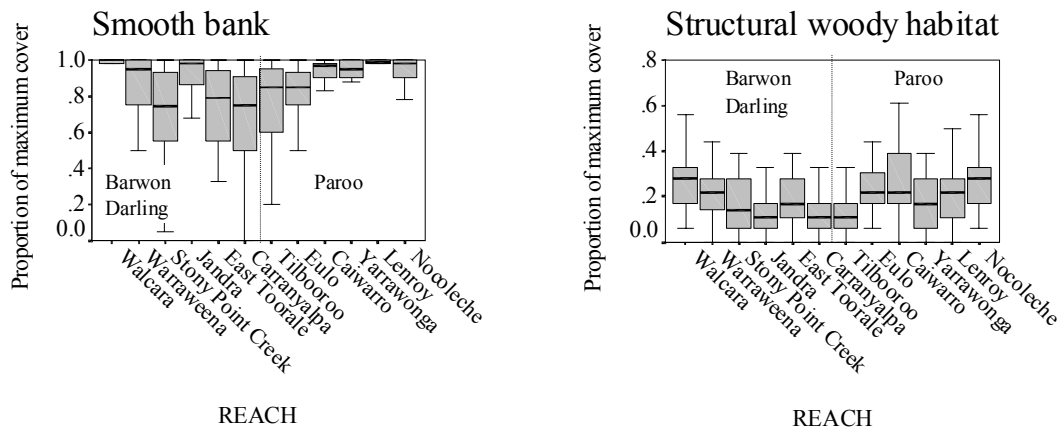 Smooth bank
Proportion of maximum cover
1.0
.8
.6
.4
.2
0.0
Barwon
Darling
Paroo
Walcara
Warraweena
Stony Point Creek
Jandra
East Toorale
Carranyalpa
Tilbooroo
Eulo
Caiwarro
Yarrawonga
Lenroy
Nocoleche
REACH
Structural woody habitat
Proportion of maximum cover
.8
.6
.4
.2
0.0
Barwon
Darling
Paroo
Walcara
Warraweena
Stony Point Creek
Jandra
East Toorale
Carranyalpa
Tilbooroo
Eulo
Caiwarro
Yarrawonga
Lenroy
Nocoleche
REACH